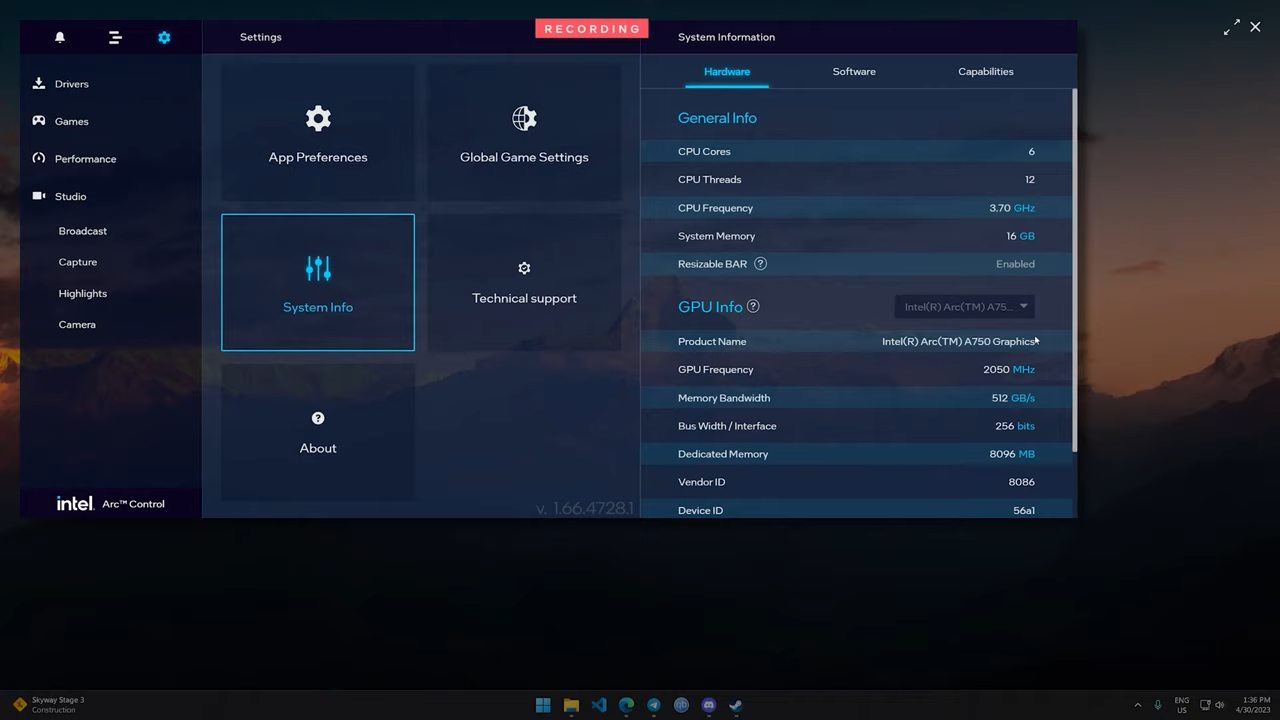 RECORDING
Settings
System Information
Drivers
Games
Performance
Studio
Broadcast
Capture
Highlights
Camera
intel. Arc™ Control
App Preferences
Global Game Settings
System Info
Technical support
About
v. 1.66.4728.1
Hardware Software Capabilities
General Info
CPU Cores 6
CPU Threads 12
CPU Frequency 3.70 GHz
System Memory 16 GB
Resizable BAR ? Enabled
GPU Info ? Intel(R) Arc(TM) A75...
Product Name Intel(R) Arc(TM) A750 Graphics
GPU Frequency 2050 MHz
Memory Bandwidth 512 GB/s
Bus Width / Interface 256 bits
Dedicated Memory 8096 MB
Vendor ID 8086
Device ID 56a1
Skyway Stage 3
Construction
ENG
US
1:36 PM
4/30/2023